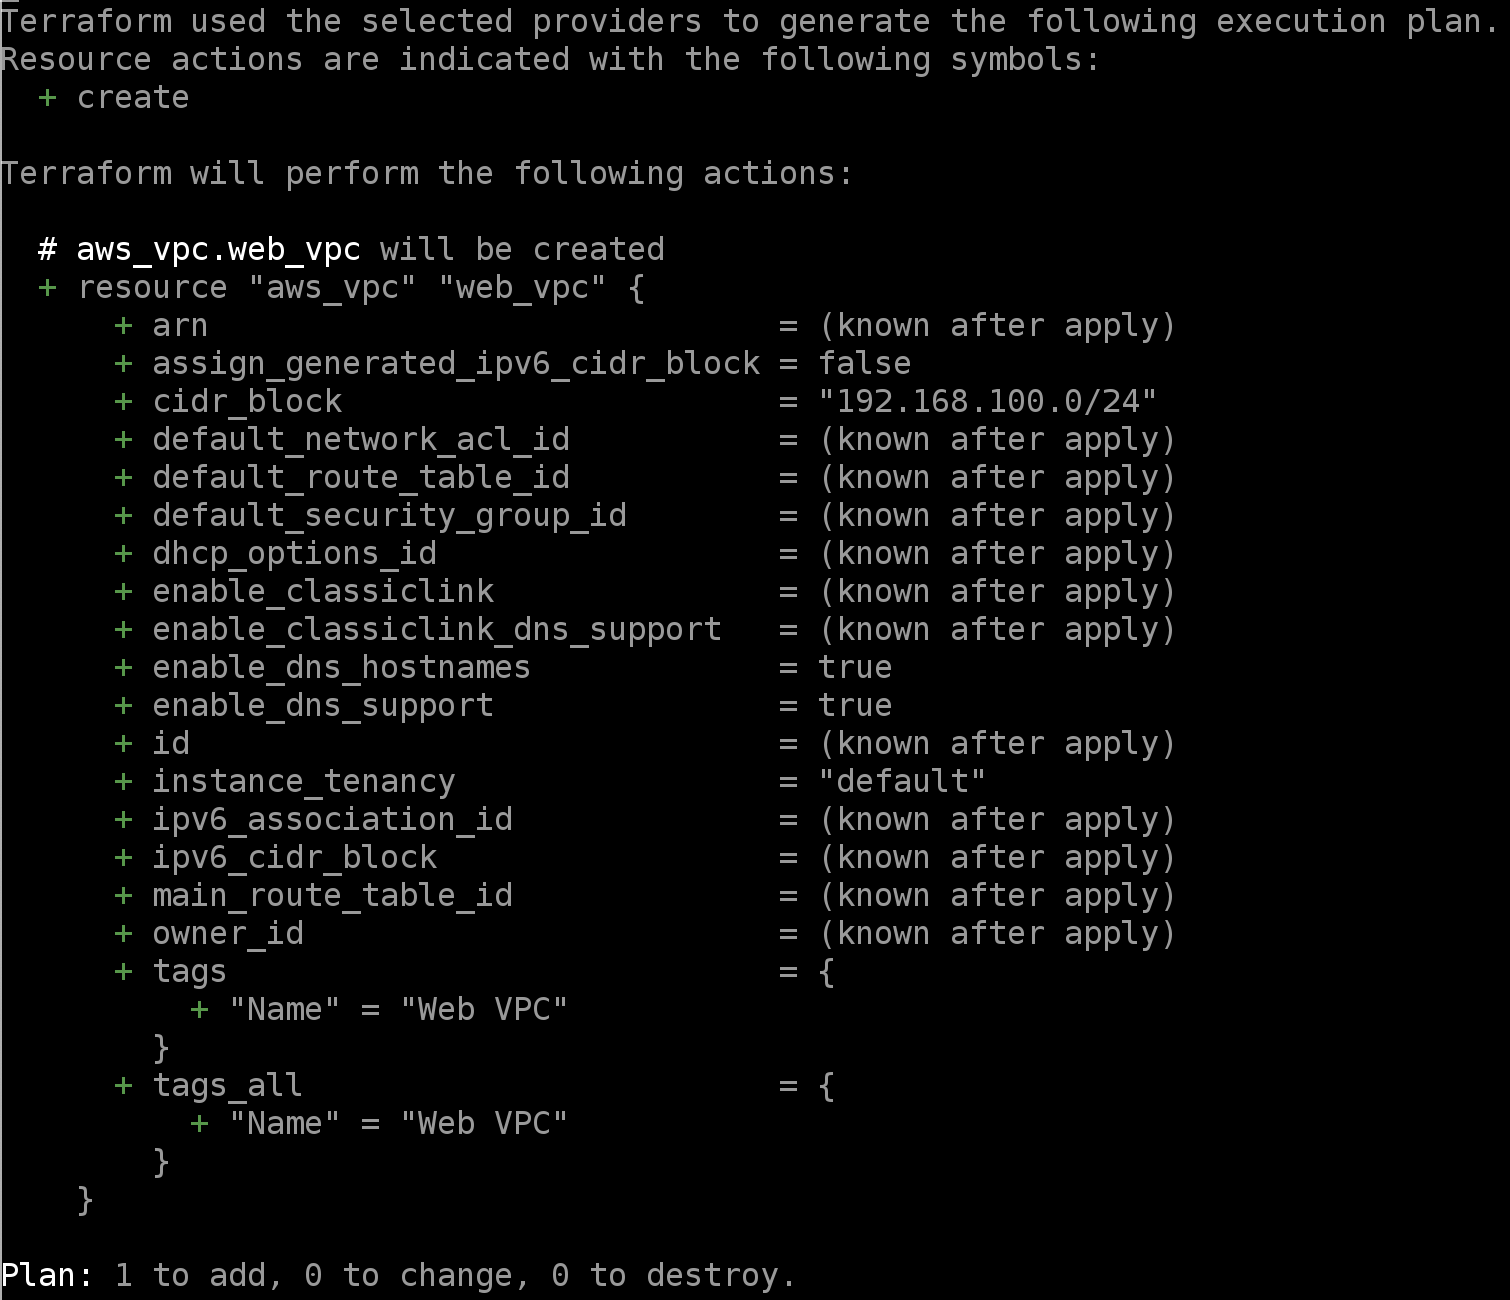 Terraform used the selected providers to generate the following execution plan.
Resource actions are indicated with the following symbols:
  + create

Terraform will perform the following actions:

  # aws_vpc.web_vpc will be created
  + resource "aws_vpc" "web_vpc" {
      + arn                              = (known after apply)
      + assign_generated_ipv6_cidr_block = false
      + cidr_block                       = "192.168.100.0/24"
      + default_network_acl_id           = (known after apply)
      + default_route_table_id           = (known after apply)
      + default_security_group_id        = (known after apply)
      + dhcp_options_id                  = (known after apply)
      + enable_classiclink               = (known after apply)
      + enable_classiclink_dns_support   = (known after apply)
      + enable_dns_hostnames             = true
      + enable_dns_support               = true
      + id                               = (known after apply)
      + instance_tenancy                 = "default"
      + ipv6_association_id              = (known after apply)
      + ipv6_cidr_block                  = (known after apply)
      + main_route_table_id              = (known after apply)
      + owner_id                         = (known after apply)
      + tags                             = {
          + "Name" = "Web VPC"
        }
      + tags_all                         = {
          + "Name" = "Web VPC"
        }
    }

Plan: 1 to add, 0 to change, 0 to destroy.